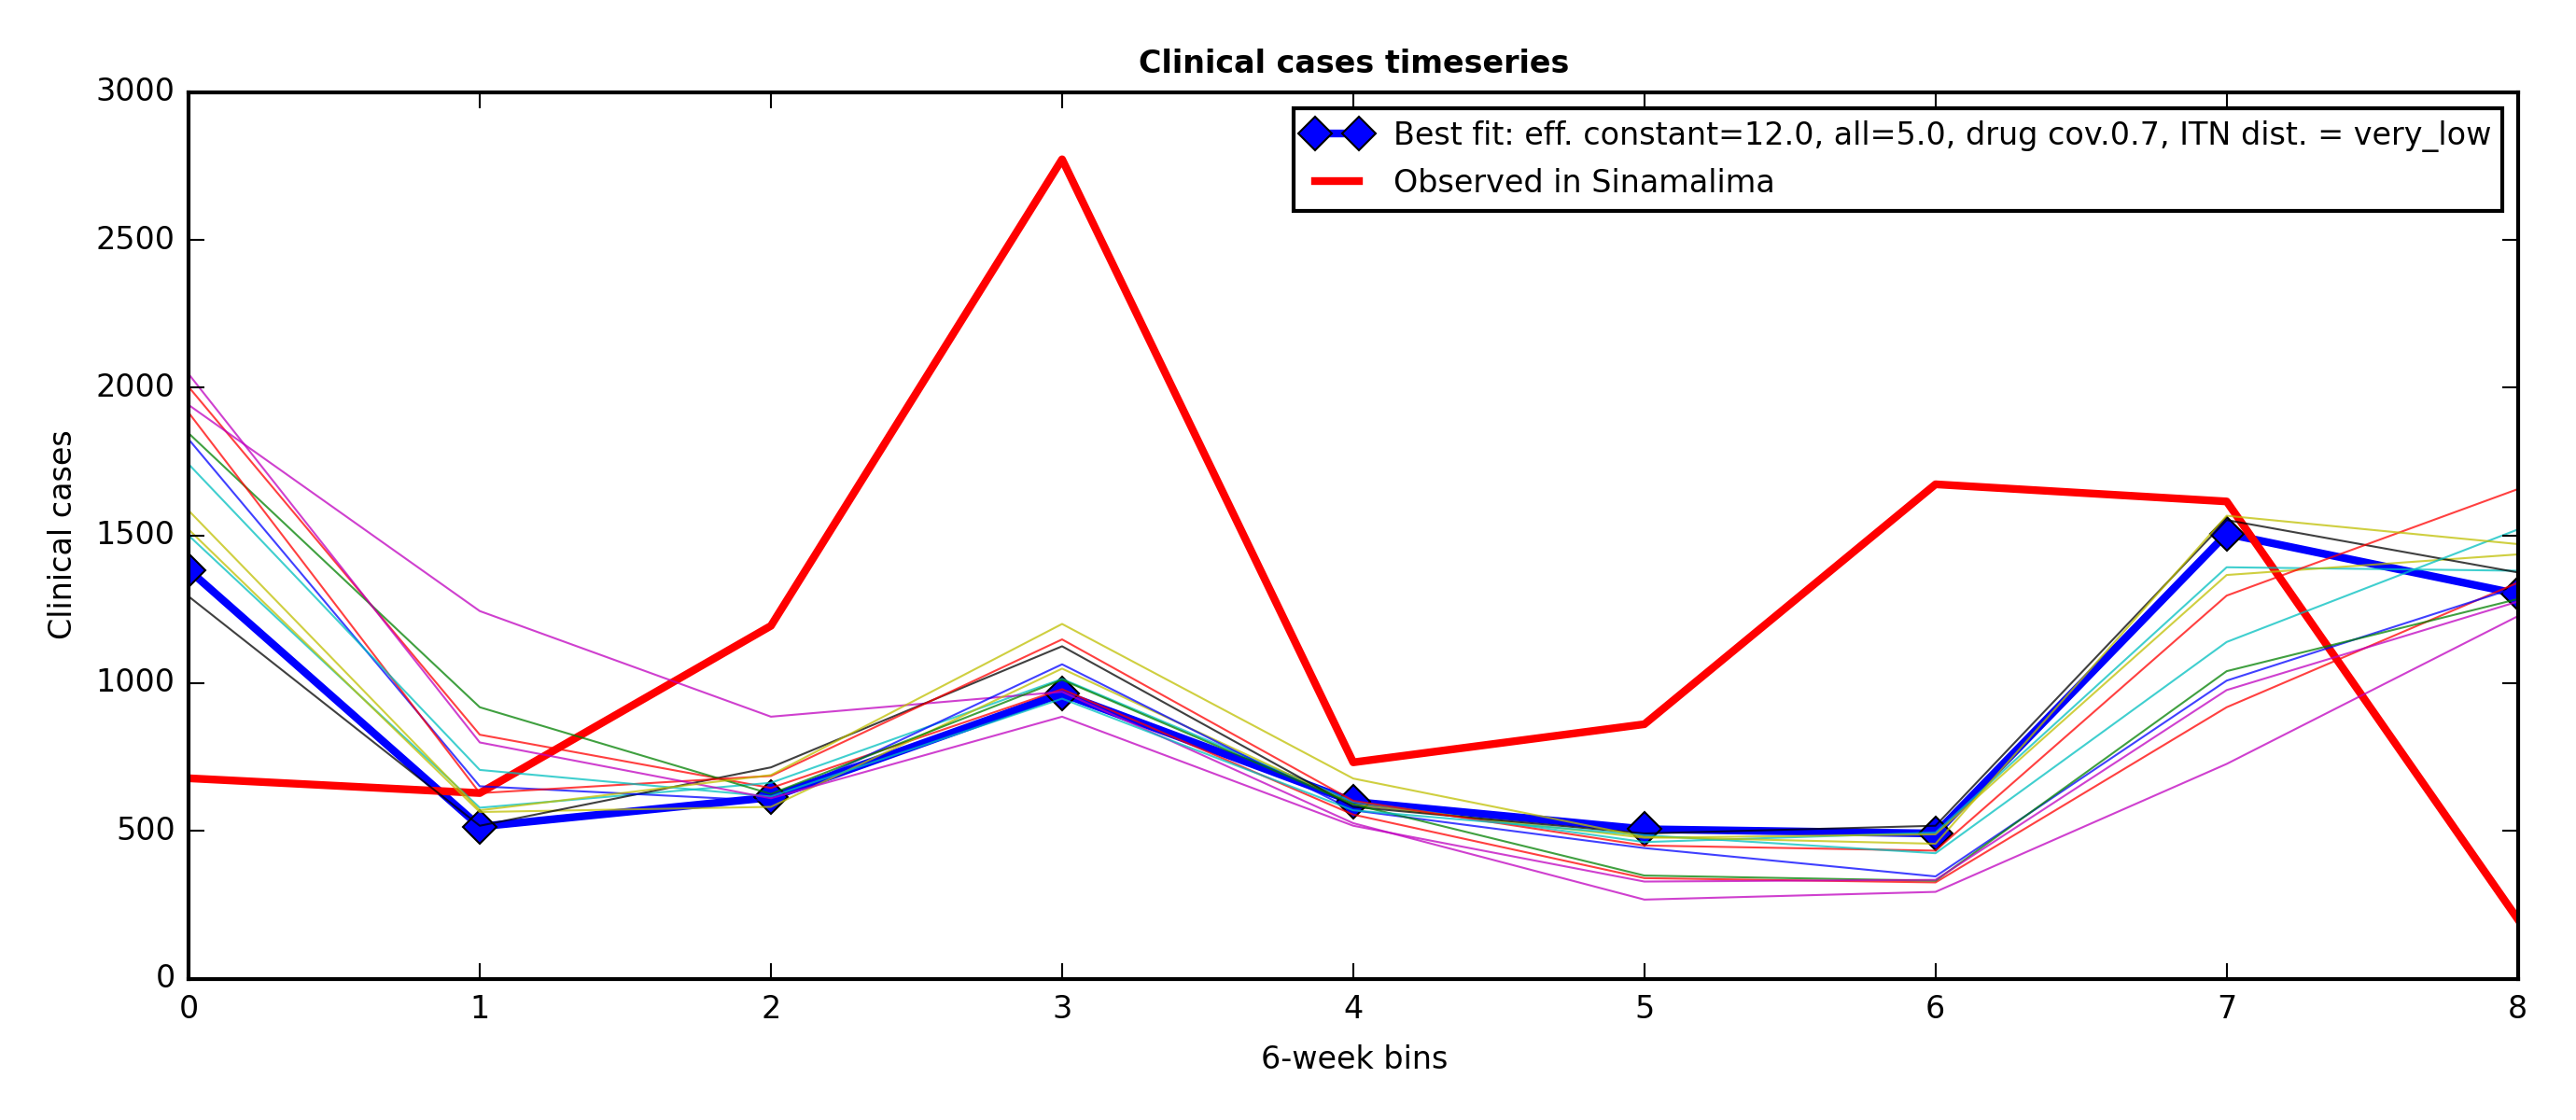 Clinical cases timeseries
3000
2500
2000
1500
1000
500
0
Clinical cases
Best fit: eff. constant=12.0, all=5.0, drug cov.0.7, ITN dist. = very_low
Observed in Sinamalima
0 1 2 3 4 5 6 7 8
6-week bins